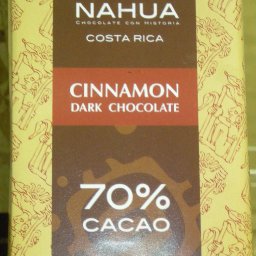 NAHUA
CHOCOLATE CON HISTORIA
COSTA RICA
CINNAMON
DARK CHOCOLATE
70%
CACAO